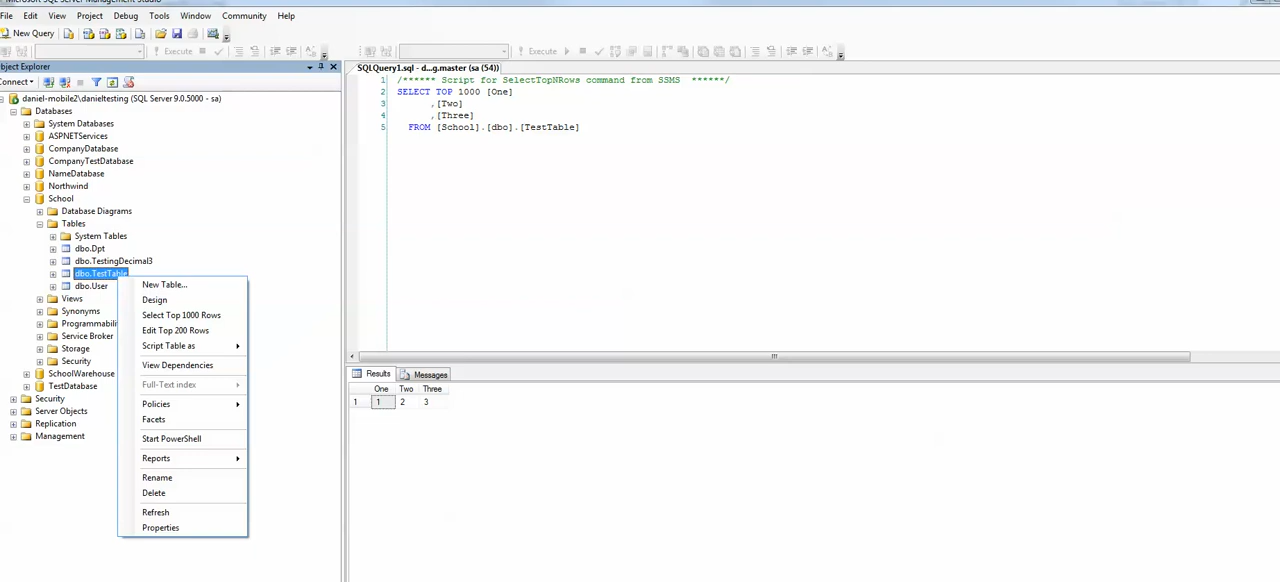 Microsoft SQL Server Management Studio
File Edit View Project Debug Tools Window Community Help
New Query
Execute
Execute
Object Explorer
SQLQuery1.sql - d...g.master (sa (54))
Connect
daniel-mobile2\danieltesting (SQL Server 9.0.5000 - sa)
Databases
System Databases
ASPNETServices
CompanyDatabase
CompanyTestDatabase
NameDatabase
Northwind
School
Database Diagrams
Tables
System Tables
dbo.Dpt
dbo.TestingDecimal3
dbo.TestTable
dbo.User
Views
Synonyms
Programmabili
Service Broker
Storage
Security
SchoolWarehouse
TestDatabase
Security
Server Objects
Replication
Management
New Table...
Design
Select Top 1000 Rows
Edit Top 200 Rows
Script Table as
View Dependencies
Full-Text index
Policies
Facets
Start PowerShell
Reports
Rename
Delete
Refresh
Properties
1 /****** Script for SelectTopNRows command from SSMS ******/
2 SELECT TOP 1000 [One]
3 ,[Two]
4 ,[Three]
5 FROM [School].[dbo].[TestTable]
Results Messages
One Two Three
1 1 2 3